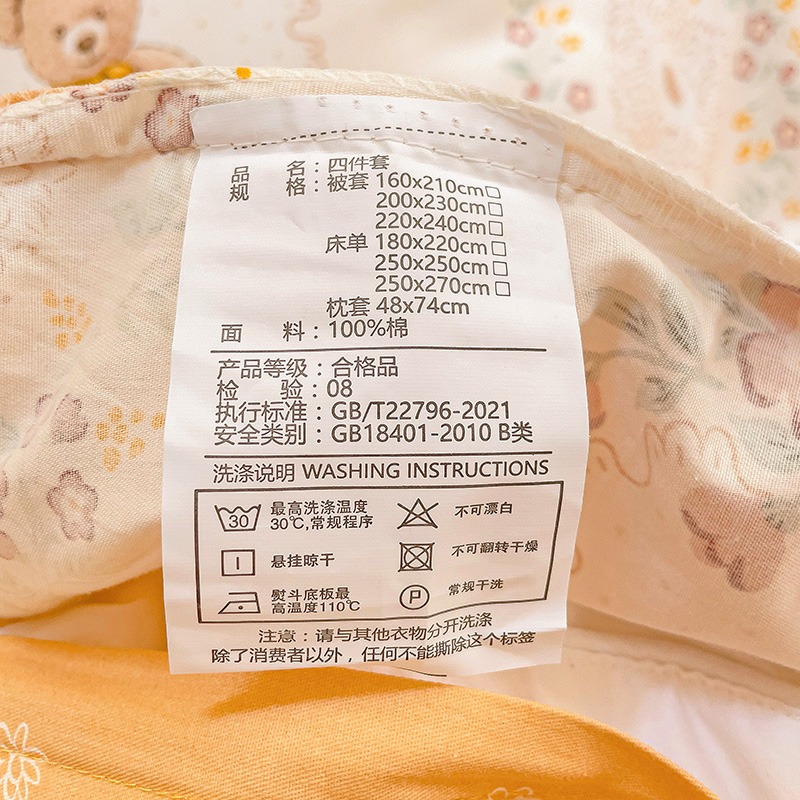 品 名：四件套
规 格：被套 160x210cm□
200x230cm□
220x240cm□
床单 180x220cm□
250x250cm□
250x270cm□
枕套 48x74cm
面 料：100%棉
产品等级：合格品
检 验：08
执行标准：GB/T22796-2021
安全类别：GB18401-2010 B类
洗涤说明 WASHING INSTRUCTIONS
30 最高洗涤温度 30℃,常规程序
不可漂白
悬挂晾干
不可翻转干燥
熨斗底板最高温度110℃
P 常规干洗
注意：请与其他衣物分开洗涤
除了消费者以外，任何不能撕除这个标签